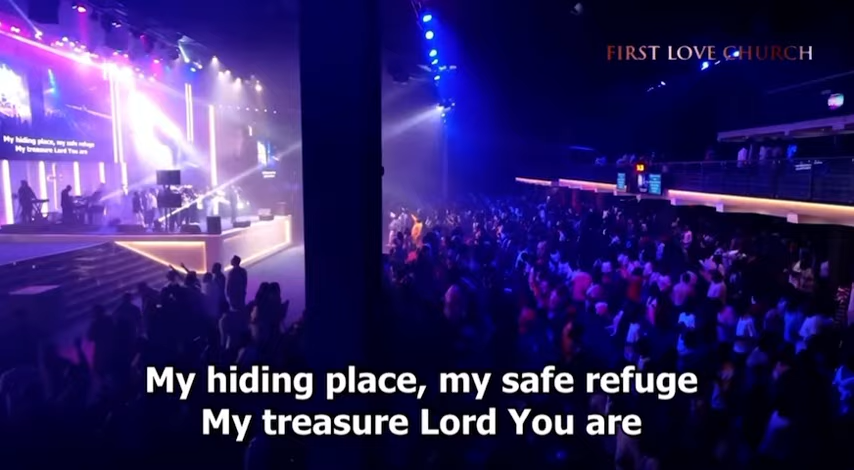 FIRST LOVE CHURCH
My hiding place, my safe refuge
My treasure Lord You are
My hiding place, my safe refuge
My treasure Lord You are